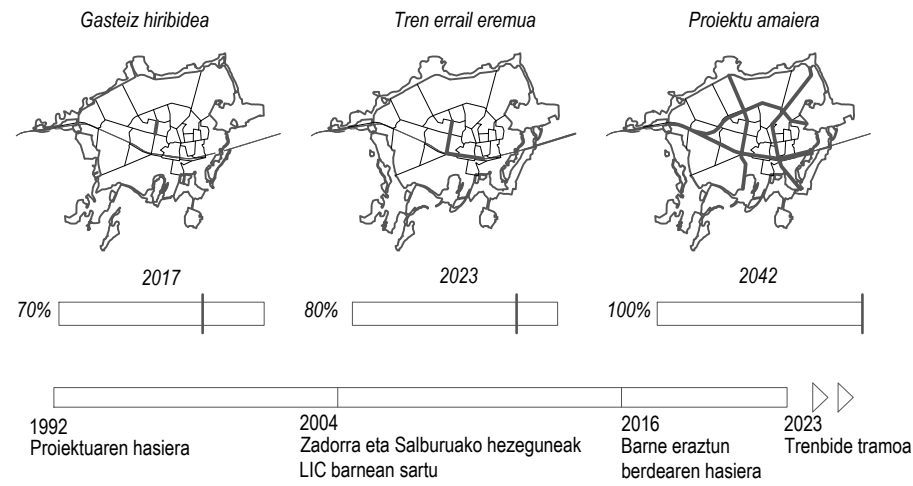 Gasteiz hiribidea
Tren errail eremua
Proiektu amaiera
2017
2023
2042
70%
80%
100%
1992
Proiektuaren hasiera
2004
Zadorra eta Salburuako hezeguneak
LIC barnean sartu
2016
Barne eraztun
berdearen hasiera
2023
Trenbide tramoa